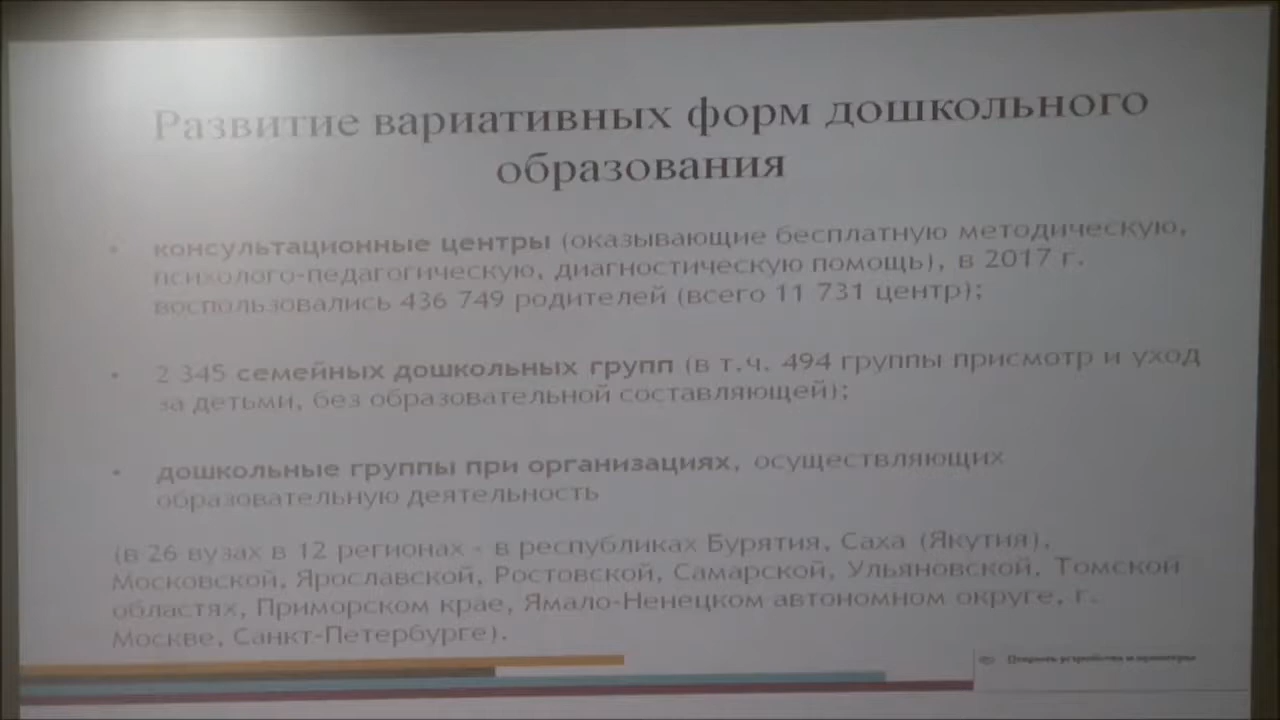 Развитие вариативных форм дошкольного
образования
• консультационные центры (оказывающие бесплатную методическую,
психолого-педагогическую, диагностическую помощь), в 2017 г.
воспользовались 436 749 родителей (всего 11 731 центр);
• 2 345 семейных дошкольных групп (в т.ч. 494 группы присмотр и уход
за детьми, без образовательной составляющей);
• дошкольные группы при организациях, осуществляющих
образовательную деятельность
(в 26 вузах в 12 регионах - в республиках Бурятия, Саха (Якутия),
Московской, Ярославской, Ростовской, Самарской, Ульяновской, Томской
областях, Приморском крае, Ямало-Ненецком автономном округе, г.
Москве, Санкт-Петербурге).